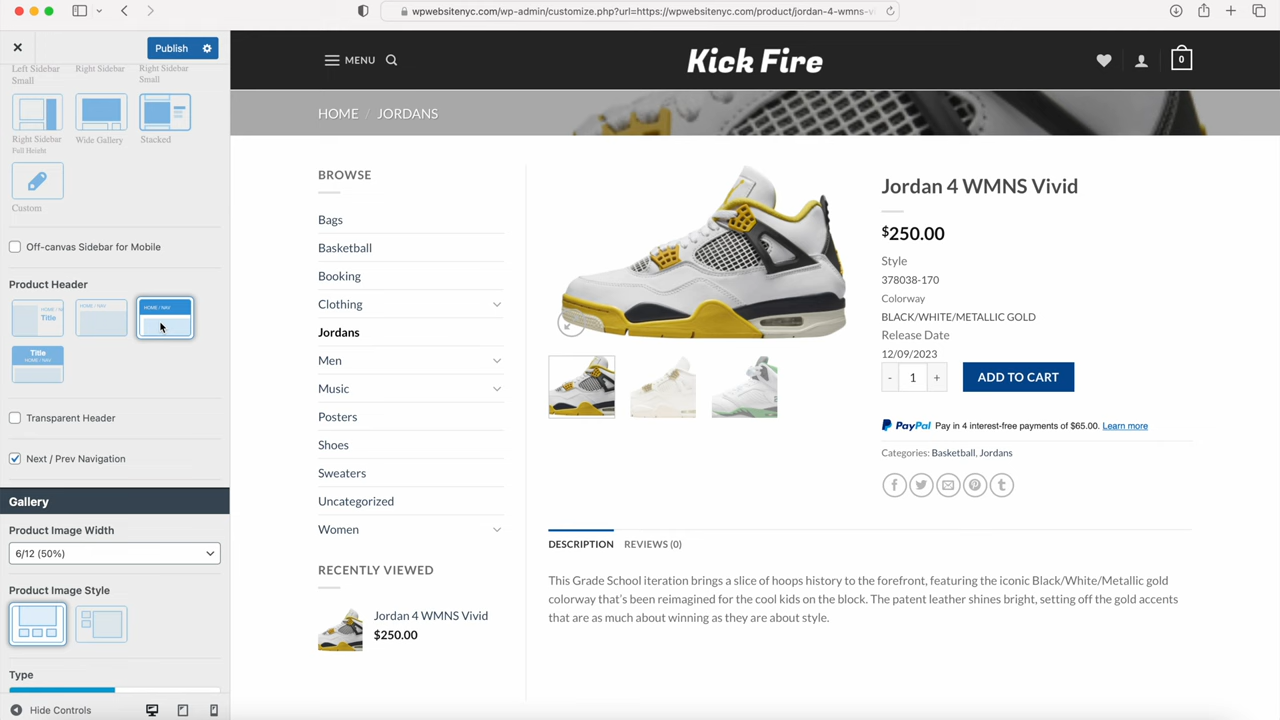 wpwebsitenyc.com/wp-admin/customize.php?url=https://wpwebsitenyc.com/product/jordan-4-wmns-v
Publish
Left Sidebar Small
Right Sidebar
Right Sidebar Small
Right Sidebar Full Height
Wide Gallery
Stacked
Custom
Off-canvas Sidebar for Mobile
Product Header
HOME / N
Title
HOME / NAV
HOME / NAV
Title
HOME / NAV
Transparent Header
Next / Prev Navigation
Gallery
Product Image Width
6/12 (50%)
Product Image Style
Type
Hide Controls
MENU
Kick Fire
0
HOME / JORDANS
BROWSE
Bags
Basketball
Booking
Clothing
Jordans
Men
Music
Posters
Shoes
Sweaters
Uncategorized
Women
RECENTLY VIEWED
Jordan 4 WMNS Vivid
$250.00
Jordan 4 WMNS Vivid
$250.00
Style
378038-170
Colorway
BLACK/WHITE/METALLIC GOLD
Release Date
12/09/2023
- 1 +
ADD TO CART
PayPal Pay in 4 interest-free payments of $65.00. Learn more
Categories: Basketball, Jordans
DESCRIPTION
REVIEWS (0)
This Grade School iteration brings a slice of hoops history to the forefront, featuring the iconic Black/White/Metallic gold
colorway that's been reimagined for the cool kids on the block. The patent leather shines bright, setting off the gold accents
that are as much about winning as they are about style.